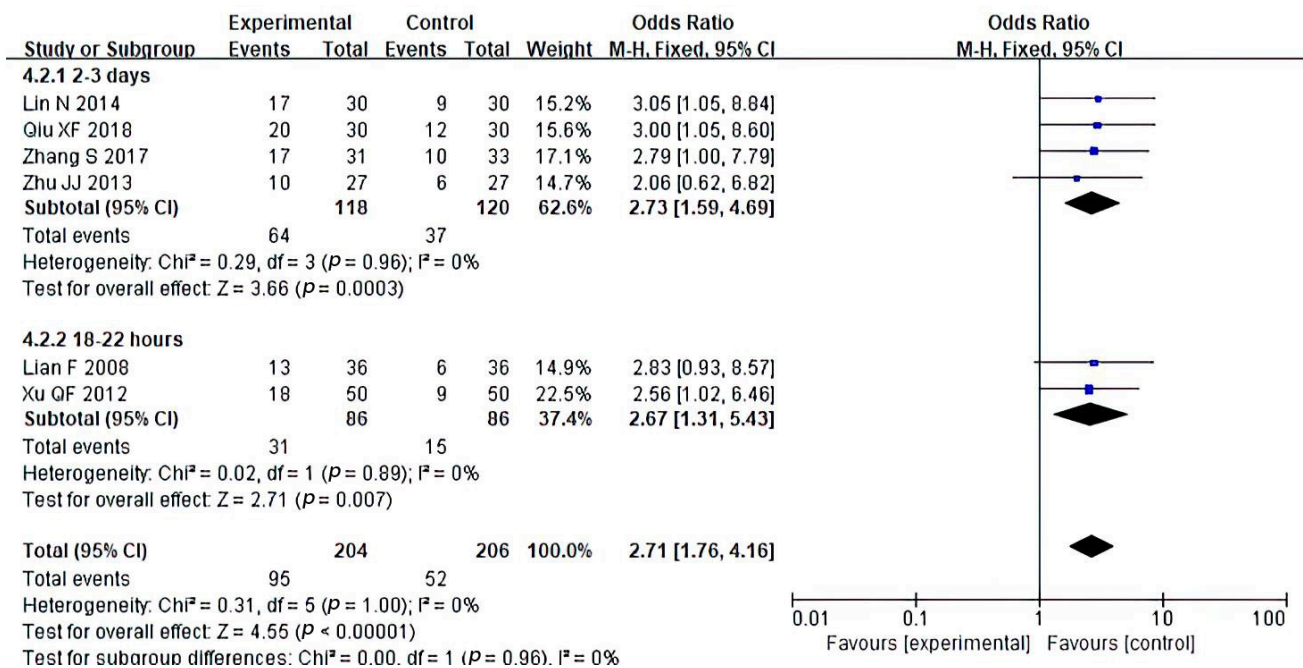 Experimental Control Odds Ratio Odds Ratio
Study or Subgroup Events Total Events Total Weight M-H, Fixed, 95% CI M-H, Fixed, 95% CI
4.2.1 2-3 days
Lin N 2014 17 30 9 30 15.2% 3.05 [1.05, 8.84]
Qiu XF 2018 20 30 12 30 15.6% 3.00 [1.05, 8.60]
Zhang S 2017 17 31 10 33 17.1% 2.79 [1.00, 7.79]
Zhu JJ 2013 10 27 6 27 14.7% 2.06 [0.62, 6.82]
Subtotal (95% CI) 118 120 62.6% 2.73 [1.59, 4.69]
Total events 64 37
Heterogeneity: Chi² = 0.29, df = 3 (P = 0.96); I² = 0%
Test for overall effect: Z = 3.66 (P = 0.0003)
4.2.2 18-22 hours
Lian F 2008 13 36 6 36 14.9% 2.83 [0.93, 8.57]
Xu QF 2012 18 50 9 50 22.5% 2.56 [1.02, 6.46]
Subtotal (95% CI) 86 86 37.4% 2.67 [1.31, 5.43]
Total events 31 15
Heterogeneity: Chi² = 0.02, df = 1 (P = 0.89); I² = 0%
Test for overall effect: Z = 2.71 (P = 0.007)
Total (95% CI) 204 206 100.0% 2.71 [1.76, 4.16]
Total events 95 52
Heterogeneity: Chi² = 0.31, df = 5 (P = 1.00); I² = 0%
Test for overall effect: Z = 4.55 (P < 0.00001)
Test for subgroup differences: Chi² = 0.00, df = 1 (P = 0.96), I² = 0%
0.01 0.1 1 10 100
Favours [experimental] Favours [control]